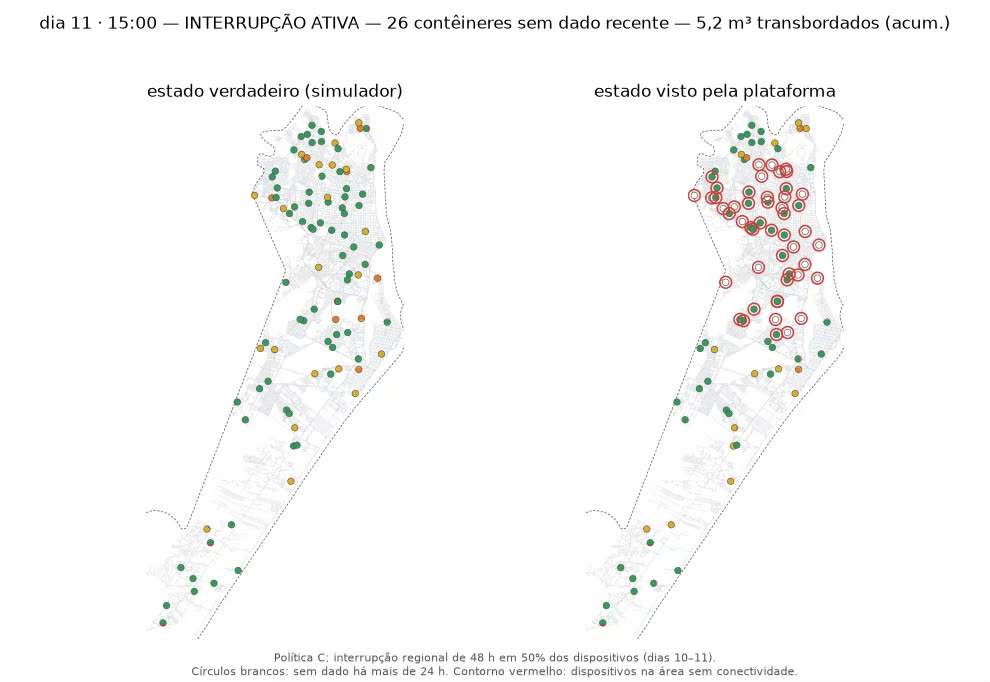 dia 11 · 15:00 — INTERRUPÇÃO ATIVA — 26 contêineres sem dado recente — 5,2 m³ transbordados (acum.)
estado verdadeiro (simulador)
estado visto pela plataforma
Política C; interrupção regional de 48 h em 50% dos dispositivos (dias 10–11).
Círculos brancos: sem dado há mais de 24 h. Contorno vermelho: dispositivos na área sem conectividade.